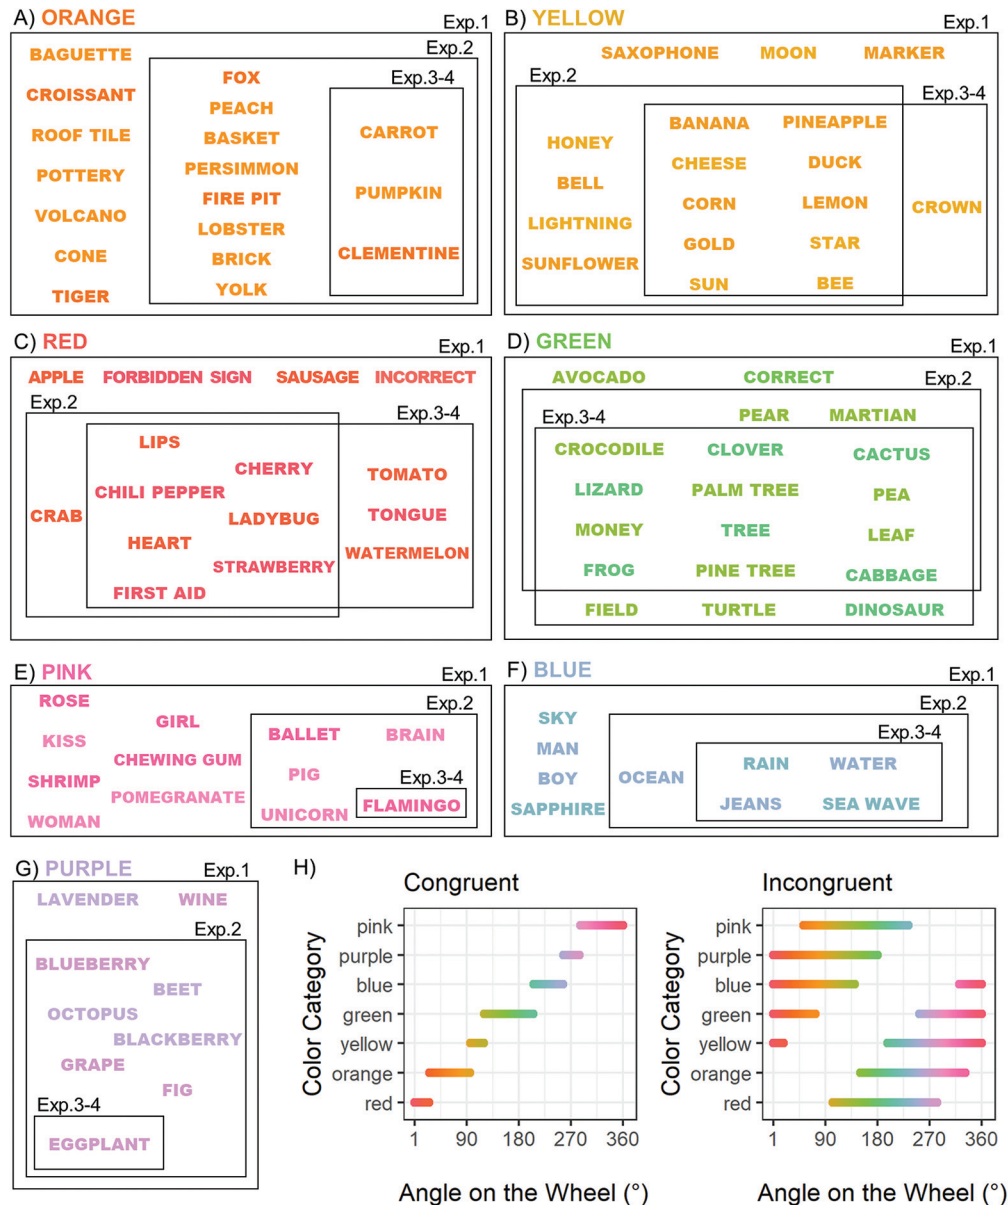 A) ORANGE
Exp.1
Exp.2
Exp.3-4
BAGUETTE
CROISSANT
ROOF TILE
POTTERY
VOLCANO
CONE
TIGER
FOX
PEACH
BASKET
PERSIMMON
FIRE PIT
LOBSTER
BRICK
YOLK
CARROT
PUMPKIN
CLEMENTINE
B) YELLOW
Exp.1
SAXOPHONE MOON MARKER
Exp.2
Exp.3-4
HONEY
BELL
LIGHTNING
SUNFLOWER
BANANA PINEAPPLE
CHEESE DUCK
CORN LEMON
GOLD STAR
SUN BEE
CROWN
C) RED
Exp.1
APPLE FORBIDDEN SIGN SAUSAGE INCORRECT
Exp.2
Exp.3-4
CRAB
LIPS
CHERRY
CHILI PEPPER
LADYBUG
HEART
STRAWBERRY
FIRST AID
TOMATO
TONGUE
WATERMELON
D) GREEN
Exp.1
AVOCADO CORRECT
Exp.2
PEAR MARTIAN
Exp.3-4
CROCODILE CLOVER CACTUS
LIZARD PALM TREE PEA
MONEY TREE LEAF
FROG PINE TREE CABBAGE
FIELD TURTLE DINOSAUR
E) PINK
Exp.1
ROSE
KISS
SHRIMP
WOMAN
GIRL
CHEWING GUM
POMEGRANATE
Exp.2
BALLET BRAIN
PIG
UNICORN
Exp.3-4
FLAMINGO
F) BLUE
Exp.1
SKY
MAN
BOY
SAPPHIRE
Exp.2
OCEAN
Exp.3-4
RAIN WATER
JEANS SEA WAVE
G) PURPLE
Exp.1
LAVENDER WINE
Exp.2
BLUEBERRY
BEET
OCTOPUS
BLACKBERRY
GRAPE
FIG
Exp.3-4
EGGPLANT
H)
Congruent
Color Category
pink
purple
blue
green
yellow
orange
red
1 90 180 270 360
Angle on the Wheel (°)
Incongruent
Color Category
pink
purple
blue
green
yellow
orange
red
1 90 180 270 360
Angle on the Wheel (°)